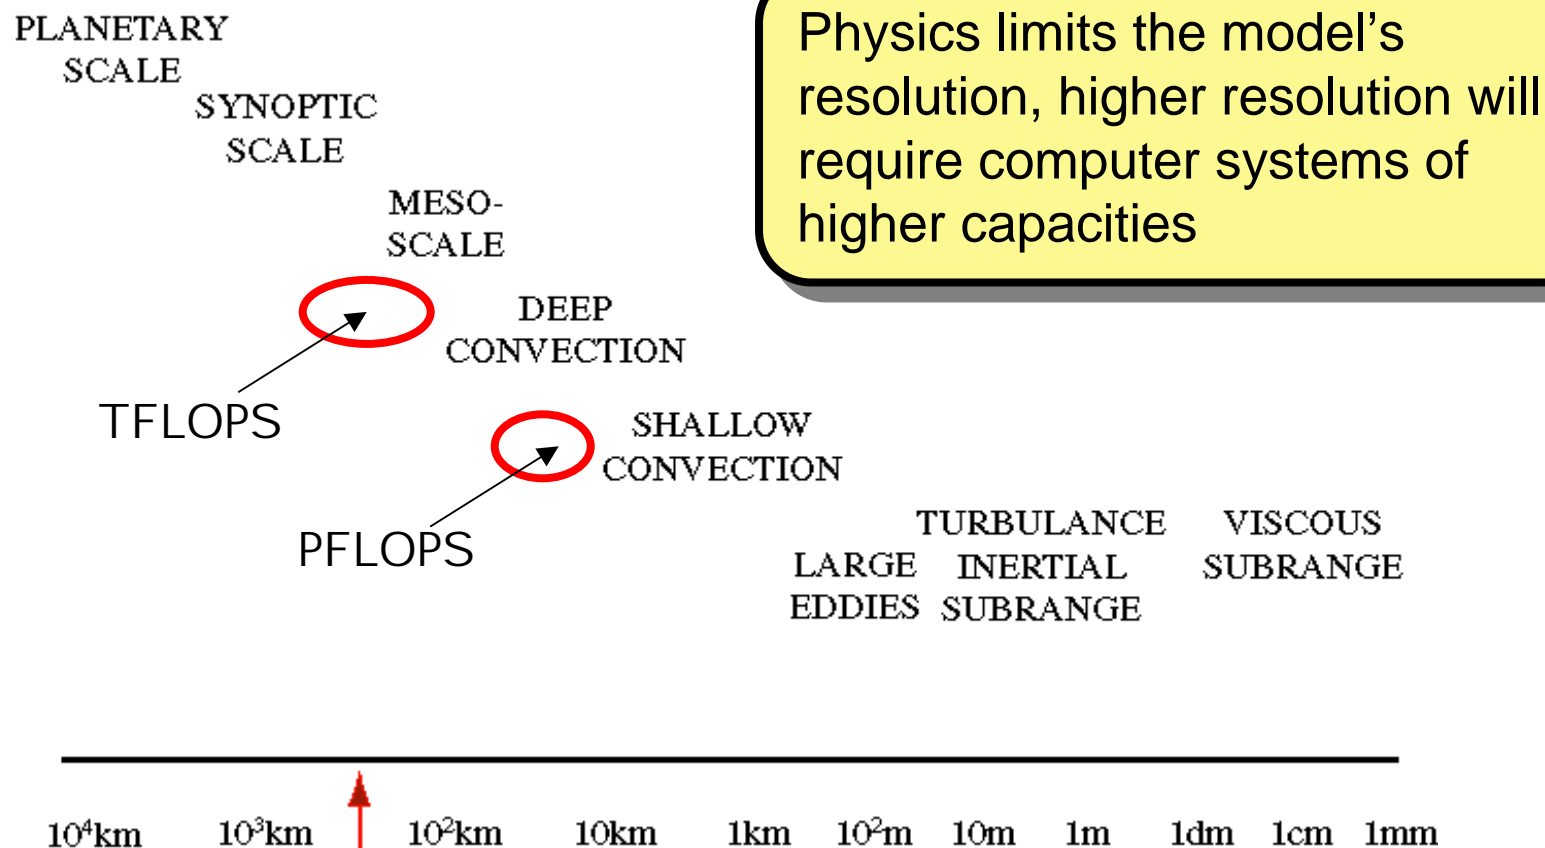 PLANETARY
SCALE
SYNOPTIC
SCALE
MESO-
SCALE
DEEP
CONVECTION
SHALLOW
CONVECTION
TURBULANCE
INERTIAL
SUBRANGE
LARGE
EDDIES
VISCOUS
SUBRANGE
Physics limits the model’s
resolution, higher resolution will
require computer systems of
higher capacities
TFLOPS
PFLOPS
10⁴km 10³km 10²km 10km 1km 10²m 10m 1m 1dm 1cm 1mm